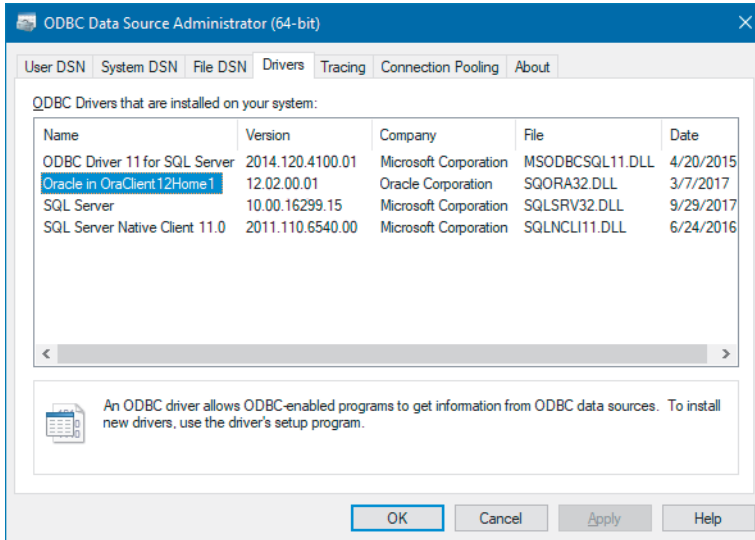 ODBC Data Source Administrator (64-bit)
User DSN System DSN File DSN Drivers Tracing Connection Pooling About
ODBC Drivers that are installed on your system:
Name Version Company File Date
ODBC Driver 11 for SQL Server 2014.120.4100.01 Microsoft Corporation MSODBCSQL11.DLL 4/20/2015
Oracle in OraClient12Home1 12.02.00.01 Oracle Corporation SQORA32.DLL 3/7/2017
SQL Server 10.00.16299.15 Microsoft Corporation SQLSRV32.DLL 9/29/2017
SQL Server Native Client 11.0 2011.110.6540.00 Microsoft Corporation SQLNCLI11.DLL 6/24/2016
An ODBC driver allows ODBC-enabled programs to get information from ODBC data sources. To install
new drivers, use the driver's setup program.
OK Cancel Apply Help